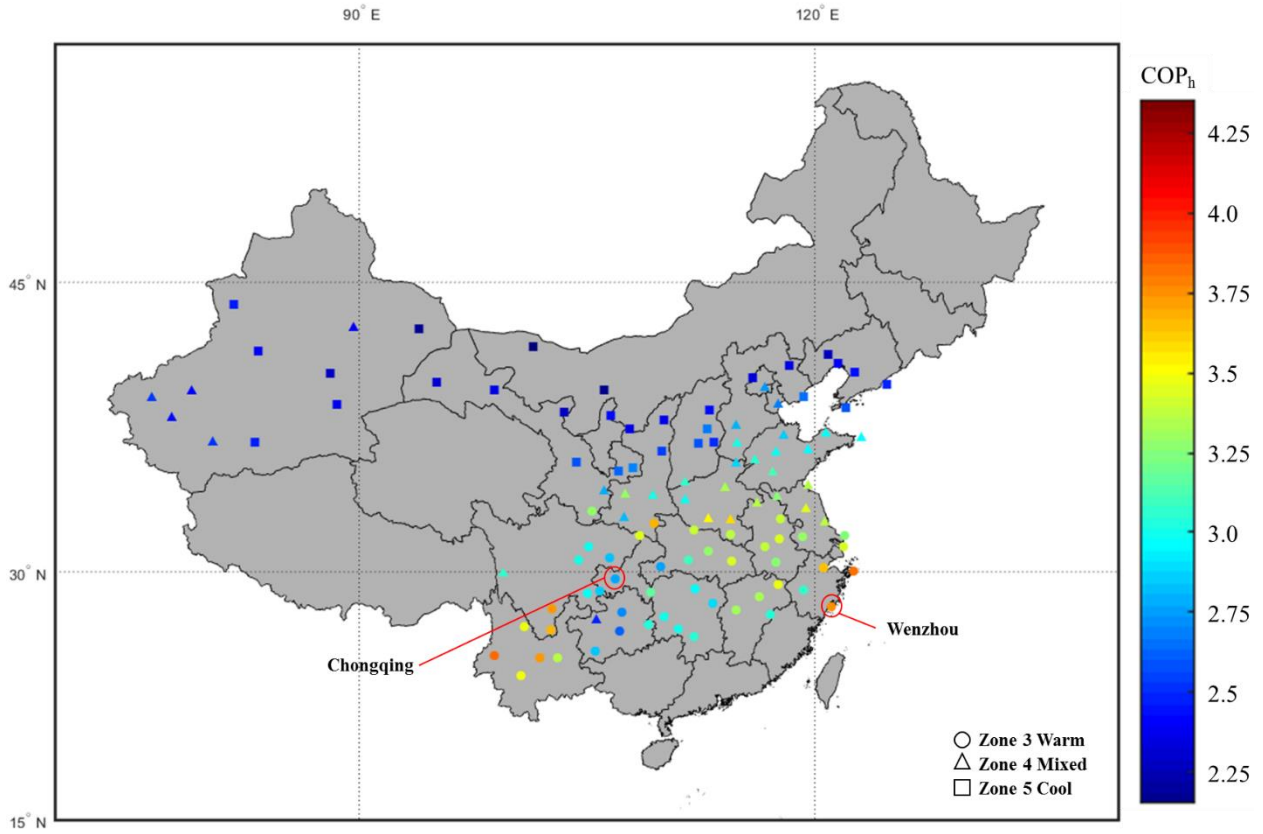 90° E
120° E
COPₕ
4.25
4.0
3.75
3.5
3.25
3.0
2.75
2.5
2.25
45° N
30° N
15° N
Chongqing
Wenzhou
Zone 3 Warm
Zone 4 Mixed
Zone 5 Cool